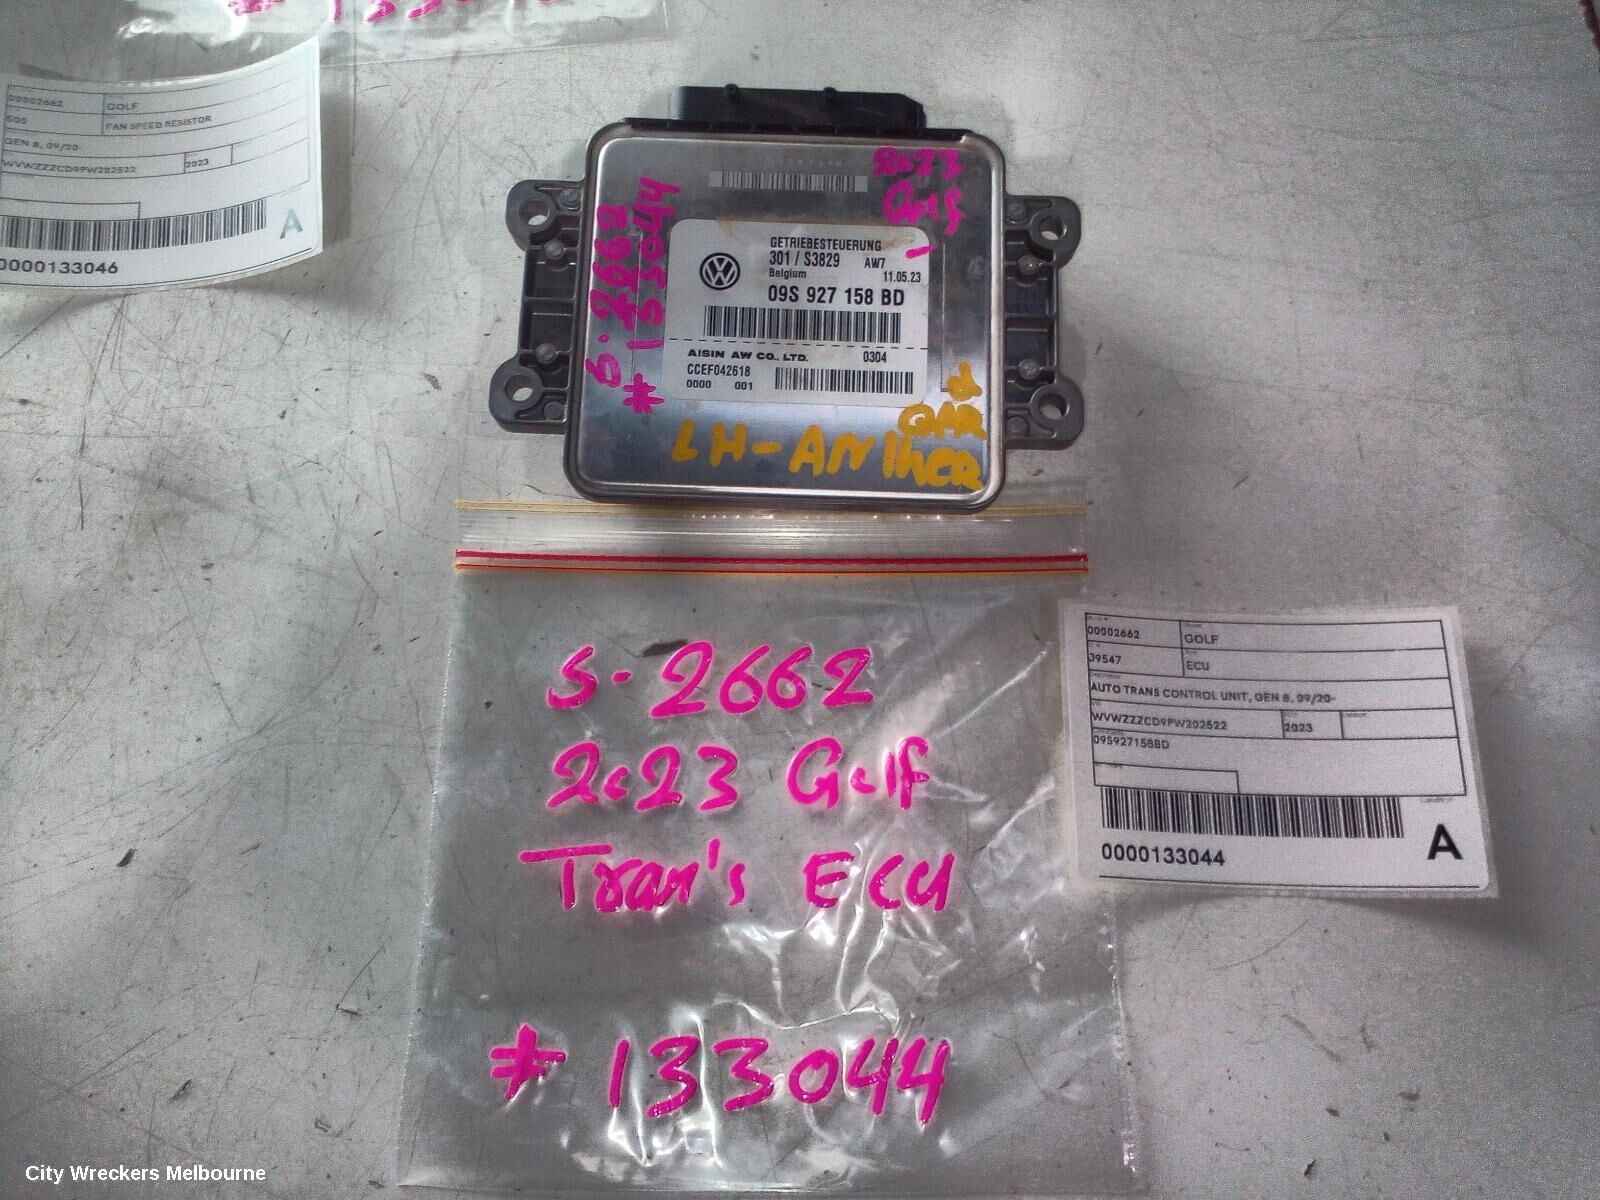 00002662 GOLF
500 FAN SPEED RESISTOR
GEN 8, 09/20-
WVWZZZCD9PW202522 2023
A
0000133046
2023
Golf
S-2662
# 133044
GETRIEBESTEUERUNG
301 / S3829 AW7
Belgium 11.05.23
09S 927 158 BD
AISIN AW CO., LTD. 0304
CCEF042618
0000 001
LH-AN
S-2662
2023 Golf
Tran's ECU
# 133044
00002662 GOLF
J9547 ECU
AUTO TRANS CONTROL UNIT, GEN 8, 09/20-
WVWZZZCD9PW202522 2023
09S927158BD
A
0000133044
City Wreckers Melbourne